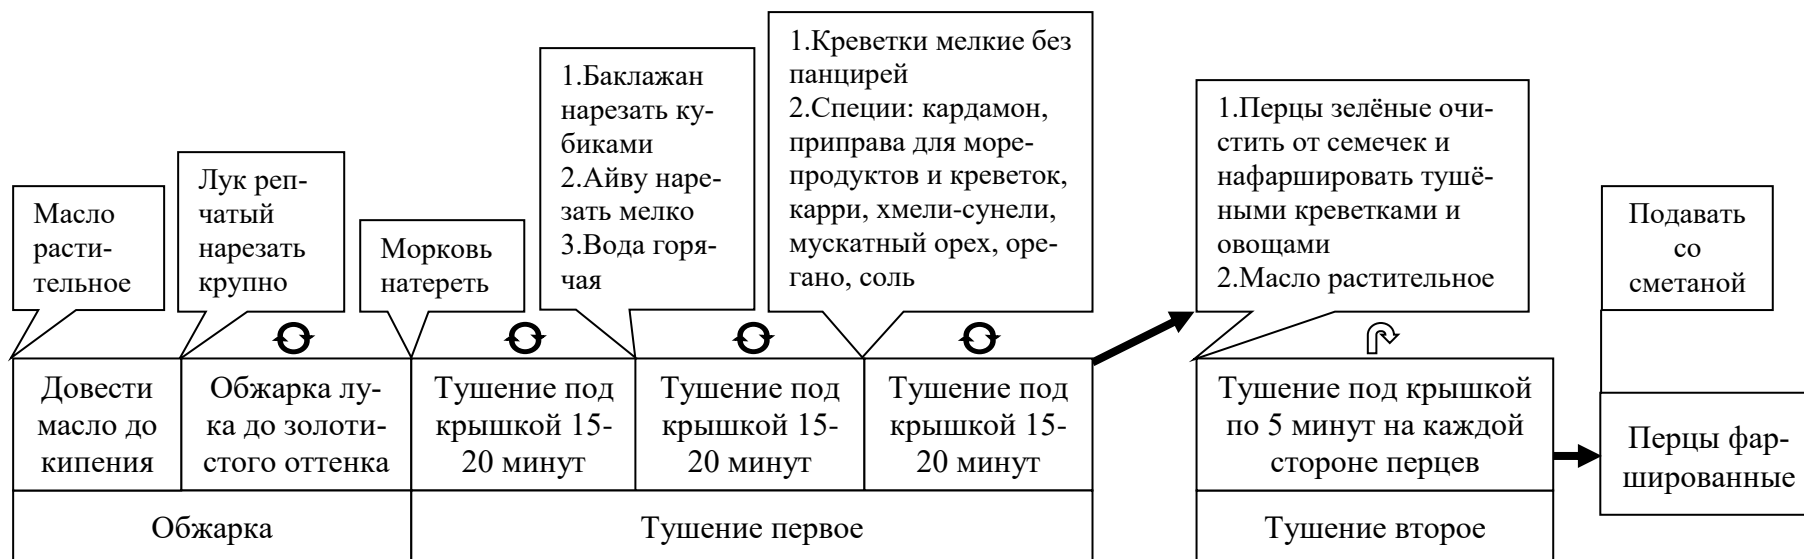 Масло
расти-
тельное
Лук реп-
чатый
нарезать
крупно
Морковь
натереть
1.Баклажан
нарезать ку-
биками
2.Айву наре-
зать мелко
3.Вода горя-
чая
1.Креветки мелкие без
панцирей
2.Специи: кардамон,
приправа для море-
продуктов и креветок,
карри, хмели-сунели,
мускатный орех, оре-
гано, соль
1.Перцы зелёные очи-
стить от семечек и
нафаршировать тушё-
ными креветками и
овощами
2.Масло растительное
Подавать
со
сметаной
Довести
масло до
кипения
Обжарка лу-
ка до золоти-
стого оттенка
Тушение под
крышкой 15-
20 минут
Тушение под
крышкой 15-
20 минут
Тушение под
крышкой 15-
20 минут
Тушение под крышкой
по 5 минут на каждой
стороне перцев
Перцы фар-
шированные
Обжарка
Тушение первое
Тушение второе